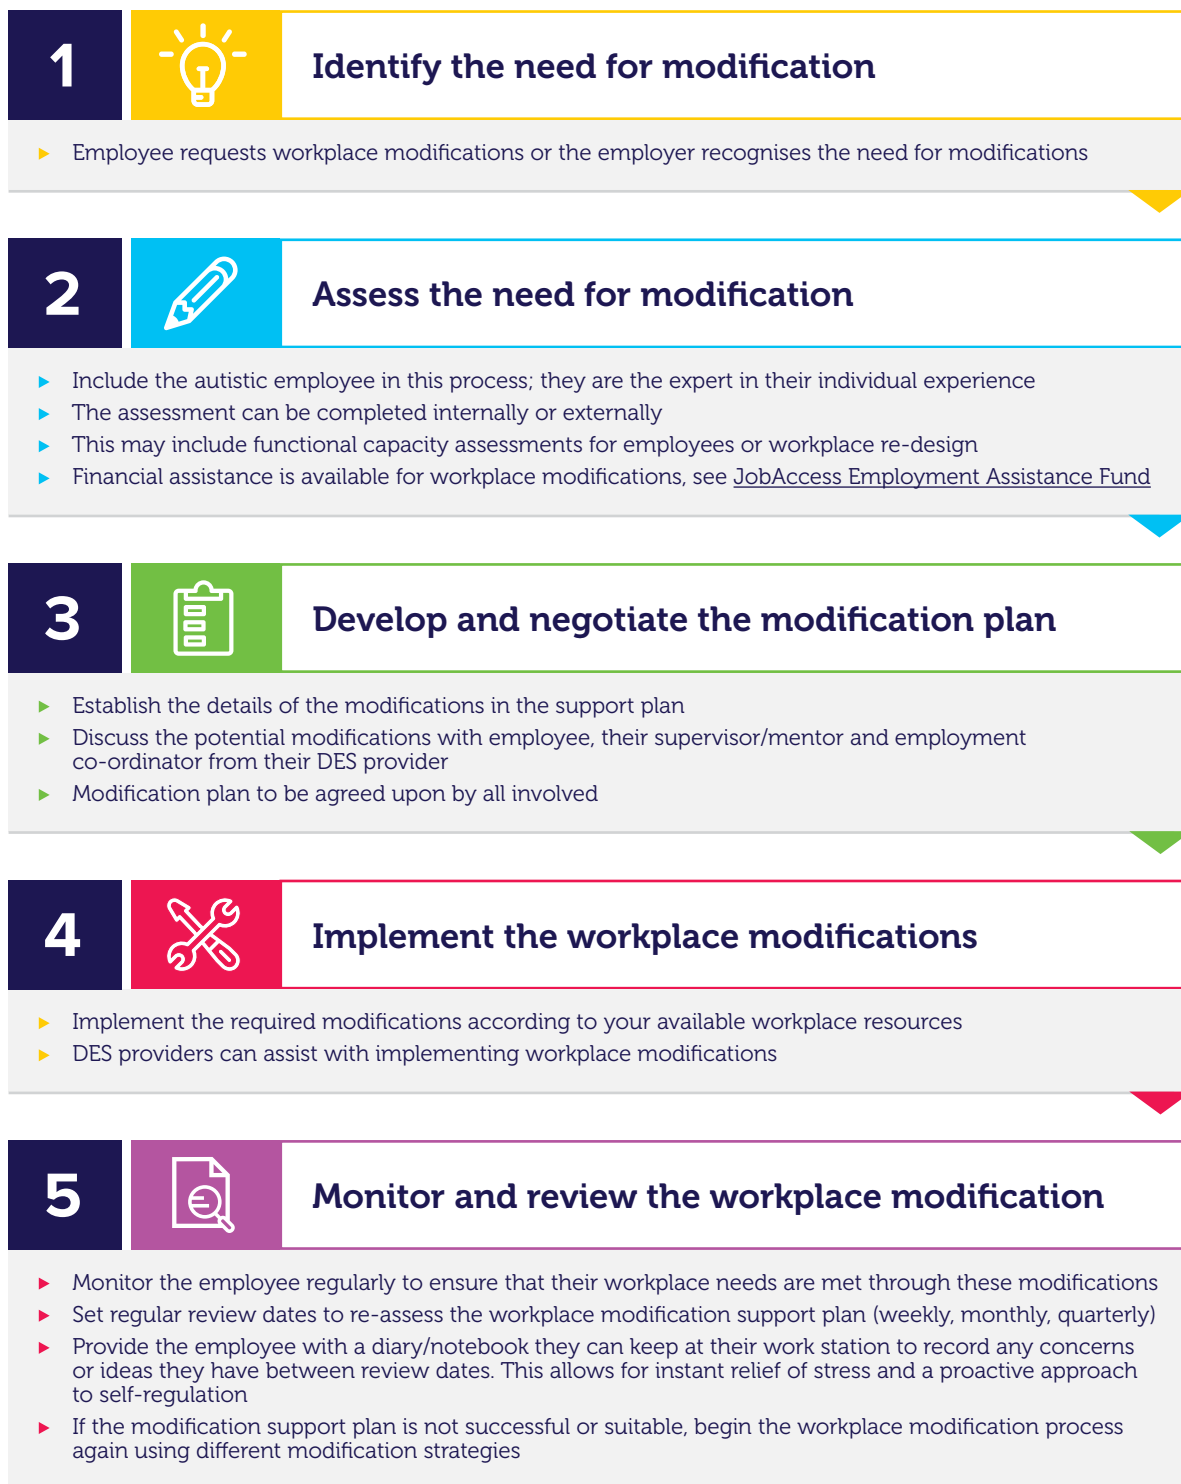 1
Identify the need for modification
Employee requests workplace modifications or the employer recognises the need for modifications
2
Assess the need for modification
Include the autistic employee in this process; they are the expert in their individual experience
The assessment can be completed internally or externally
This may include functional capacity assessments for employees or workplace re-design
Financial assistance is available for workplace modifications, see JobAccess Employment Assistance Fund
3
Develop and negotiate the modification plan
Establish the details of the modifications in the support plan
Discuss the potential modifications with employee, their supervisor/mentor and employment
co-ordinator from their DES provider
Modification plan to be agreed upon by all involved
4
Implement the workplace modifications
Implement the required modifications according to your available workplace resources
DES providers can assist with implementing workplace modifications
5
Monitor and review the workplace modification
Monitor the employee regularly to ensure that their workplace needs are met through these modifications
Set regular review dates to re-assess the workplace modification support plan (weekly, monthly, quarterly)
Provide the employee with a diary/notebook they can keep at their work station to record any concerns
or ideas they have between review dates. This allows for instant relief of stress and a proactive approach
to self-regulation
If the modification support plan is not successful or suitable, begin the workplace modification process
again using different modification strategies